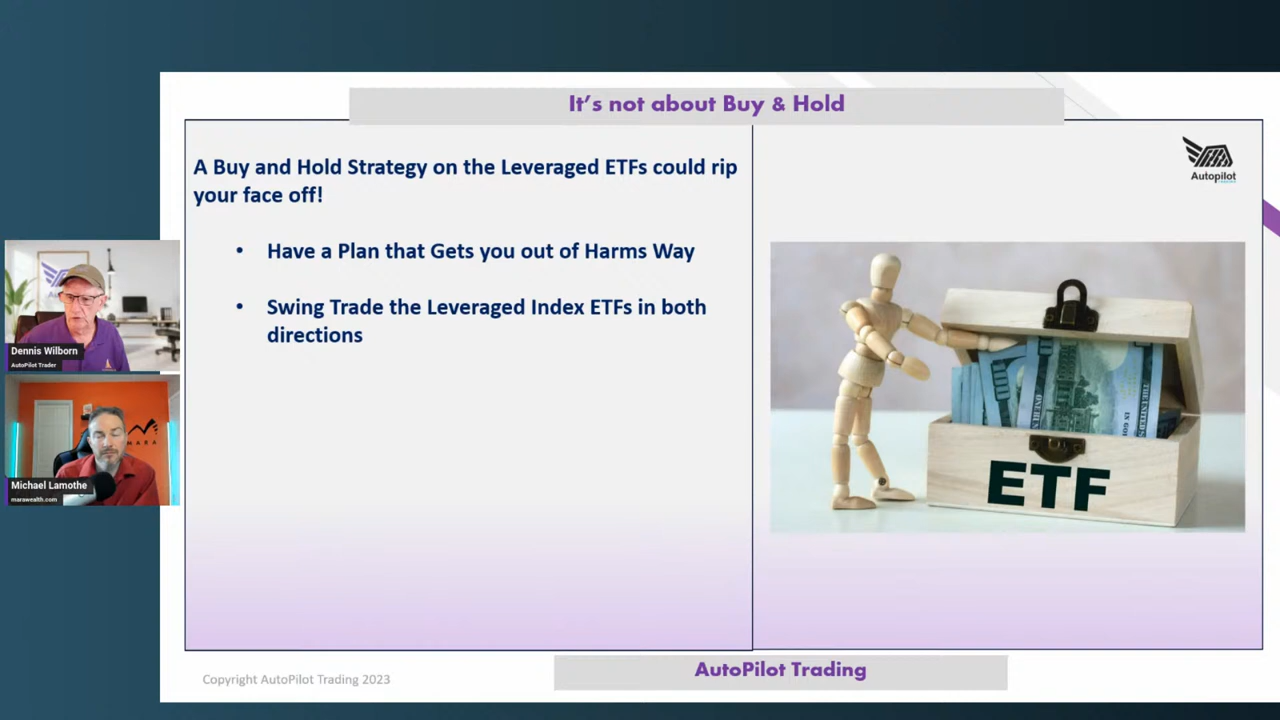 It's not about Buy & Hold
A Buy and Hold Strategy on the Leveraged ETFs could rip
your face off!
• Have a Plan that Gets you out of Harms Way
• Swing Trade the Leveraged Index ETFs in both
directions
Autopilot
TRADING
ETF
Dennis Wilborn
AutoPilot Trader
MARA
Michael Lamothe
marawealth.com
Copyright AutoPilot Trading 2023
AutoPilot Trading